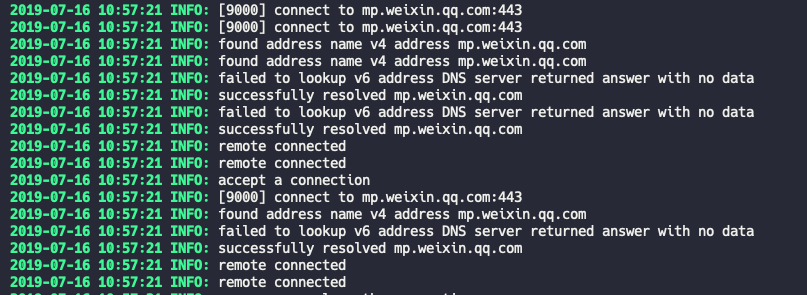 2019-07-16 10:57:21 INFO: [9000] connect to mp.weixin.qq.com:443
2019-07-16 10:57:21 INFO: [9000] connect to mp.weixin.qq.com:443
2019-07-16 10:57:21 INFO: found address name v4 address mp.weixin.qq.com
2019-07-16 10:57:21 INFO: found address name v4 address mp.weixin.qq.com
2019-07-16 10:57:21 INFO: failed to lookup v6 address DNS server returned answer with no data
2019-07-16 10:57:21 INFO: successfully resolved mp.weixin.qq.com
2019-07-16 10:57:21 INFO: failed to lookup v6 address DNS server returned answer with no data
2019-07-16 10:57:21 INFO: successfully resolved mp.weixin.qq.com
2019-07-16 10:57:21 INFO: remote connected
2019-07-16 10:57:21 INFO: remote connected
2019-07-16 10:57:21 INFO: accept a connection
2019-07-16 10:57:21 INFO: [9000] connect to mp.weixin.qq.com:443
2019-07-16 10:57:21 INFO: found address name v4 address mp.weixin.qq.com
2019-07-16 10:57:21 INFO: failed to lookup v6 address DNS server returned answer with no data
2019-07-16 10:57:21 INFO: successfully resolved mp.weixin.qq.com
2019-07-16 10:57:21 INFO: remote connected
2019-07-16 10:57:21 INFO: remote connected